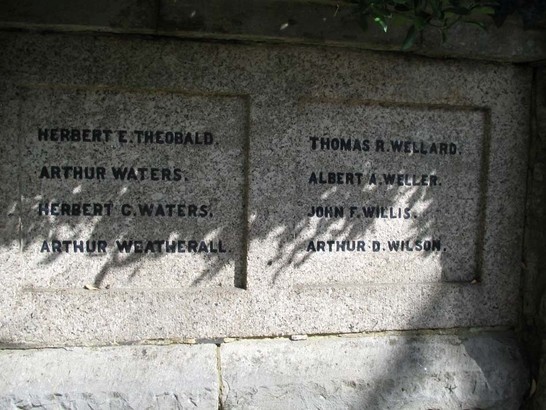 HERBERT E. THEOBALD.
ARTHUR WATERS.
HERBERT G. WATERS.
ARTHUR WEATHERALL.
THOMAS R. WELLARD.
ALBERT A. WELLER.
JOHN F. WILLIS.
ARTHUR D. WILSON.